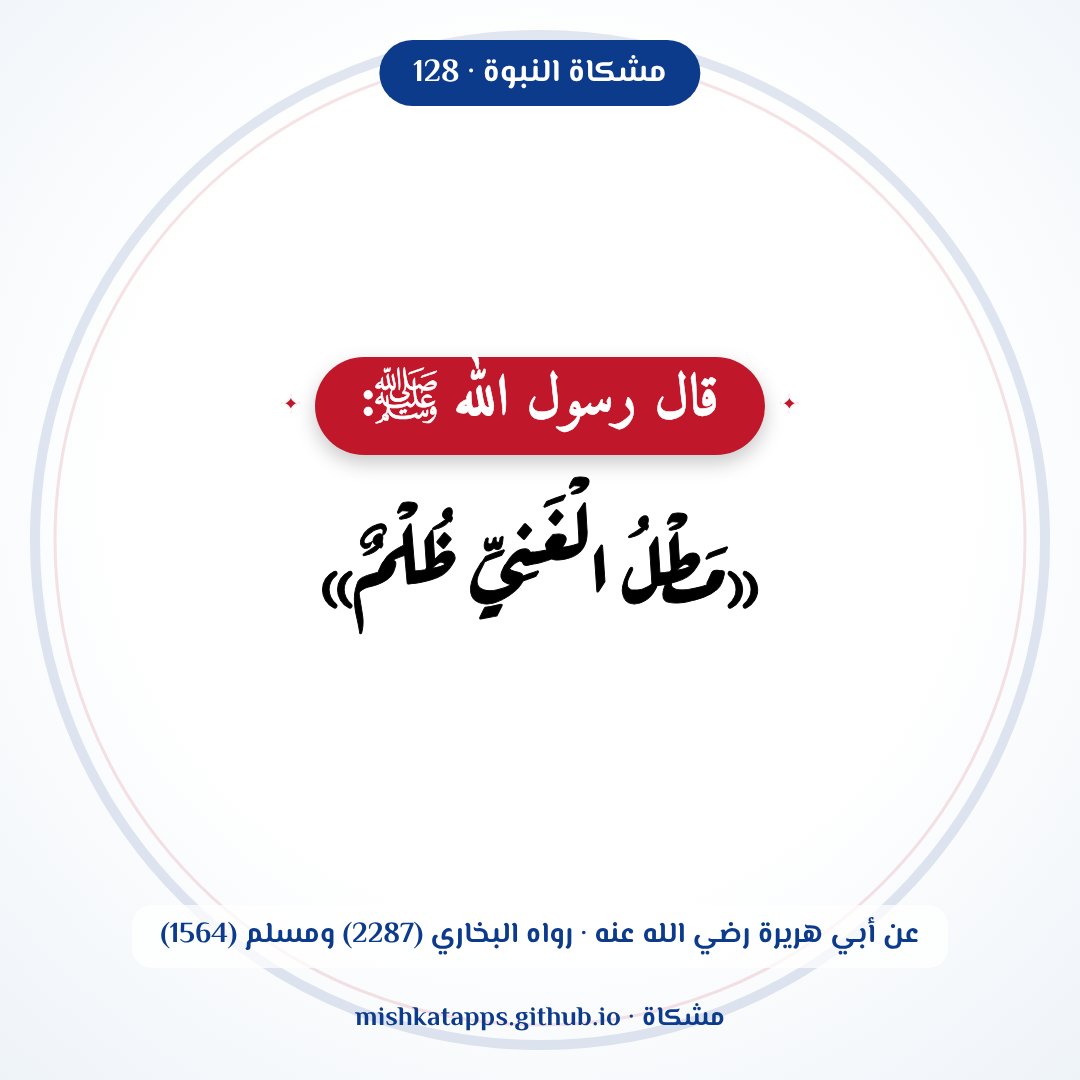 مشكاة النبوة · 128
قال رسول الله ﷺ:
«مَطْلُ الْغَنِيِّ ظُلْمٌ»
عن أبي هريرة رضي الله عنه · رواه البخاري (2287) ومسلم (1564)
مشكاة · mishkatapps.github.io